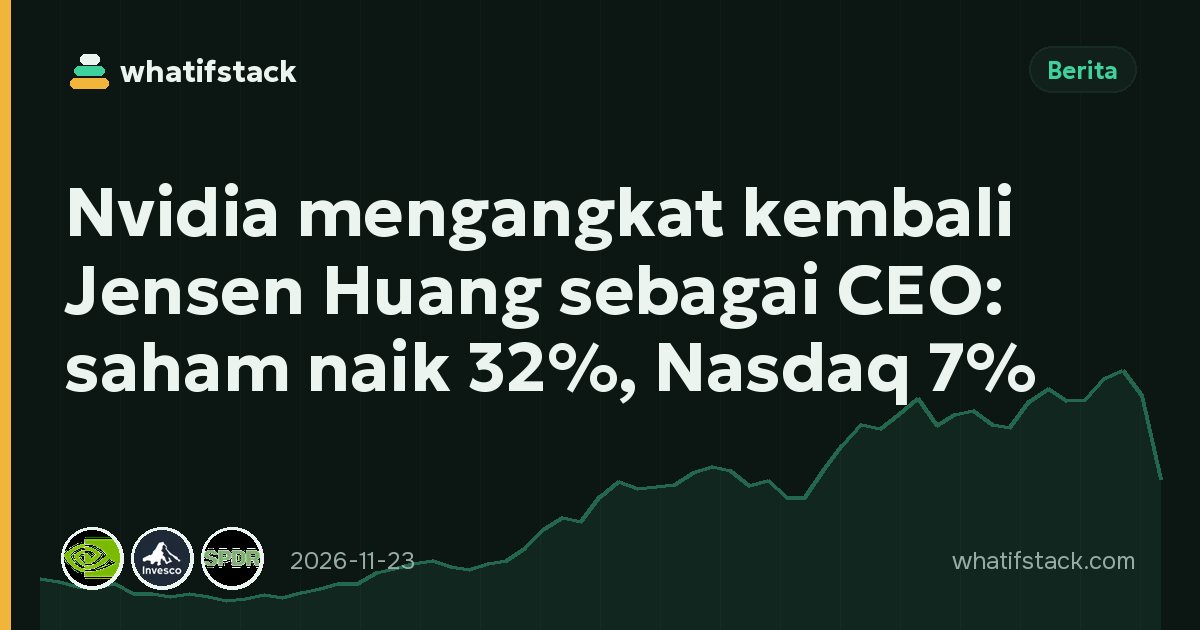 whatifstack
Berita
Nvidia mengangkat kembali
Jensen Huang sebagai CEO:
saham naik 32%, Nasdaq 7%
Invesco
SPDR
2026-11-23
whatifstack.com